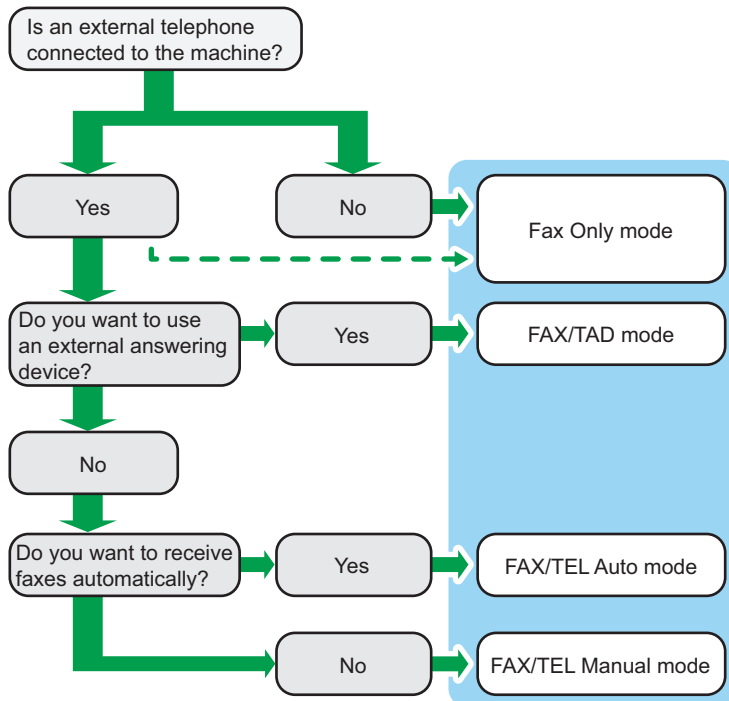 Is an external telephone
connected to the machine?
Yes
No
Fax Only mode
Do you want to use
an external answering
device?
Yes
FAX/TAD mode
No
Do you want to receive
faxes automatically?
Yes
FAX/TEL Auto mode
No
FAX/TEL Manual mode